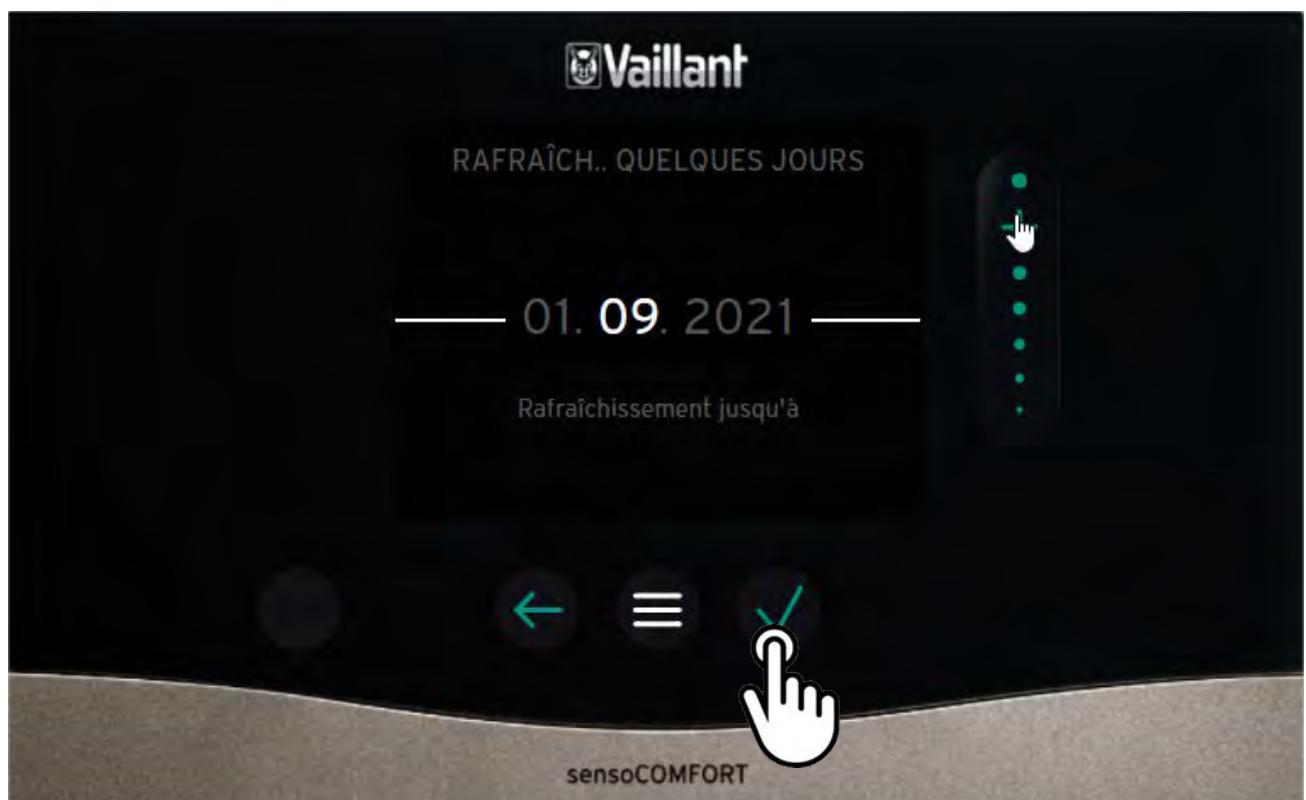 Vaillant
RAFRAÎCH.. QUELQUES JOURS
01. 09. 2021
Rafraîchissement jusqu'à
sensoCOMFORT